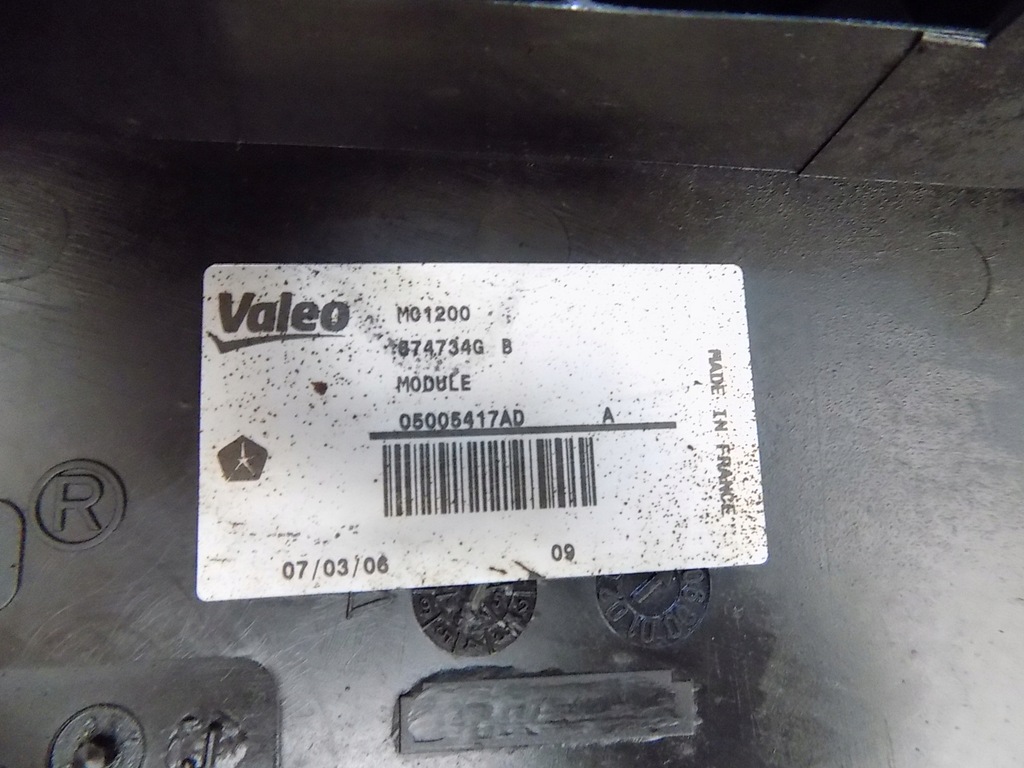 Valeo
M01200
874734G B
MODULE
05005417AD A
MADE IN FRANCE
07/03/06
09
®